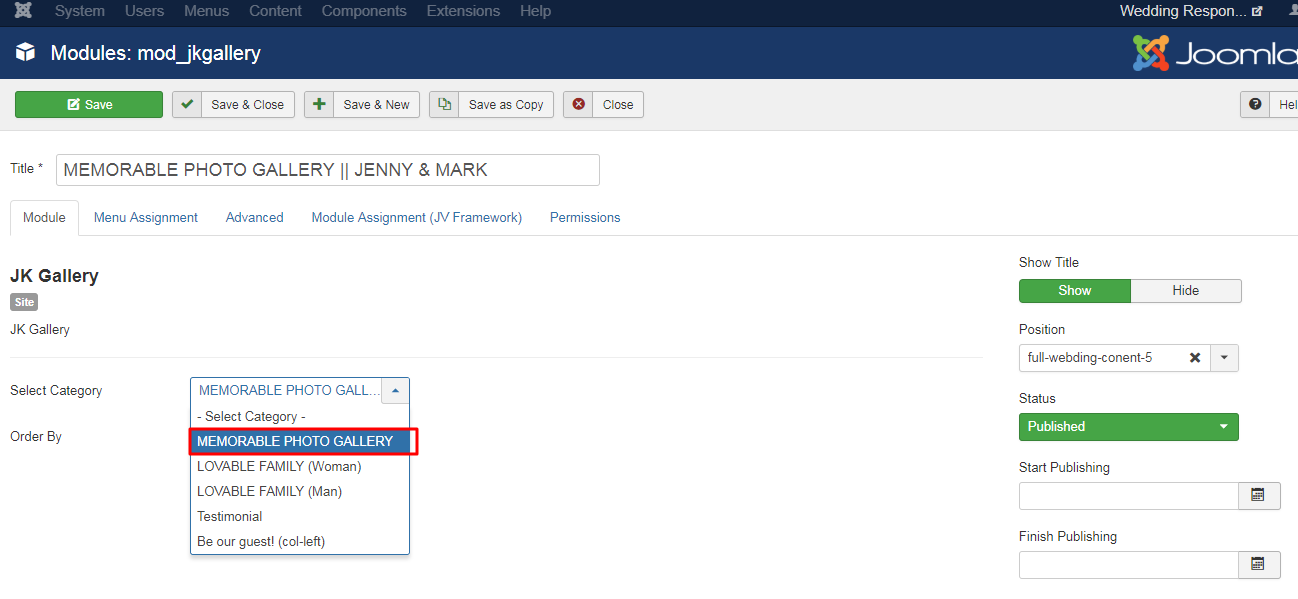 System Users Menus Content Components Extensions Help Wedding Respon...
Modules: mod_jkgallery Joomla
Save Save & Close Save & New Save as Copy Close Hel
Title * MEMORABLE PHOTO GALLERY || JENNY & MARK
Module Menu Assignment Advanced Module Assignment (JV Framework) Permissions
JK Gallery
Site
JK Gallery
Select Category MEMORABLE PHOTO GALL...
- Select Category -
Order By
MEMORABLE PHOTO GALLERY
LOVABLE FAMILY (Woman)
LOVABLE FAMILY (Man)
Testimonial
Be our guest! (col-left)
Show Title
Show Hide
Position
full-webding-conent-5
Status
Published
Start Publishing
Finish Publishing